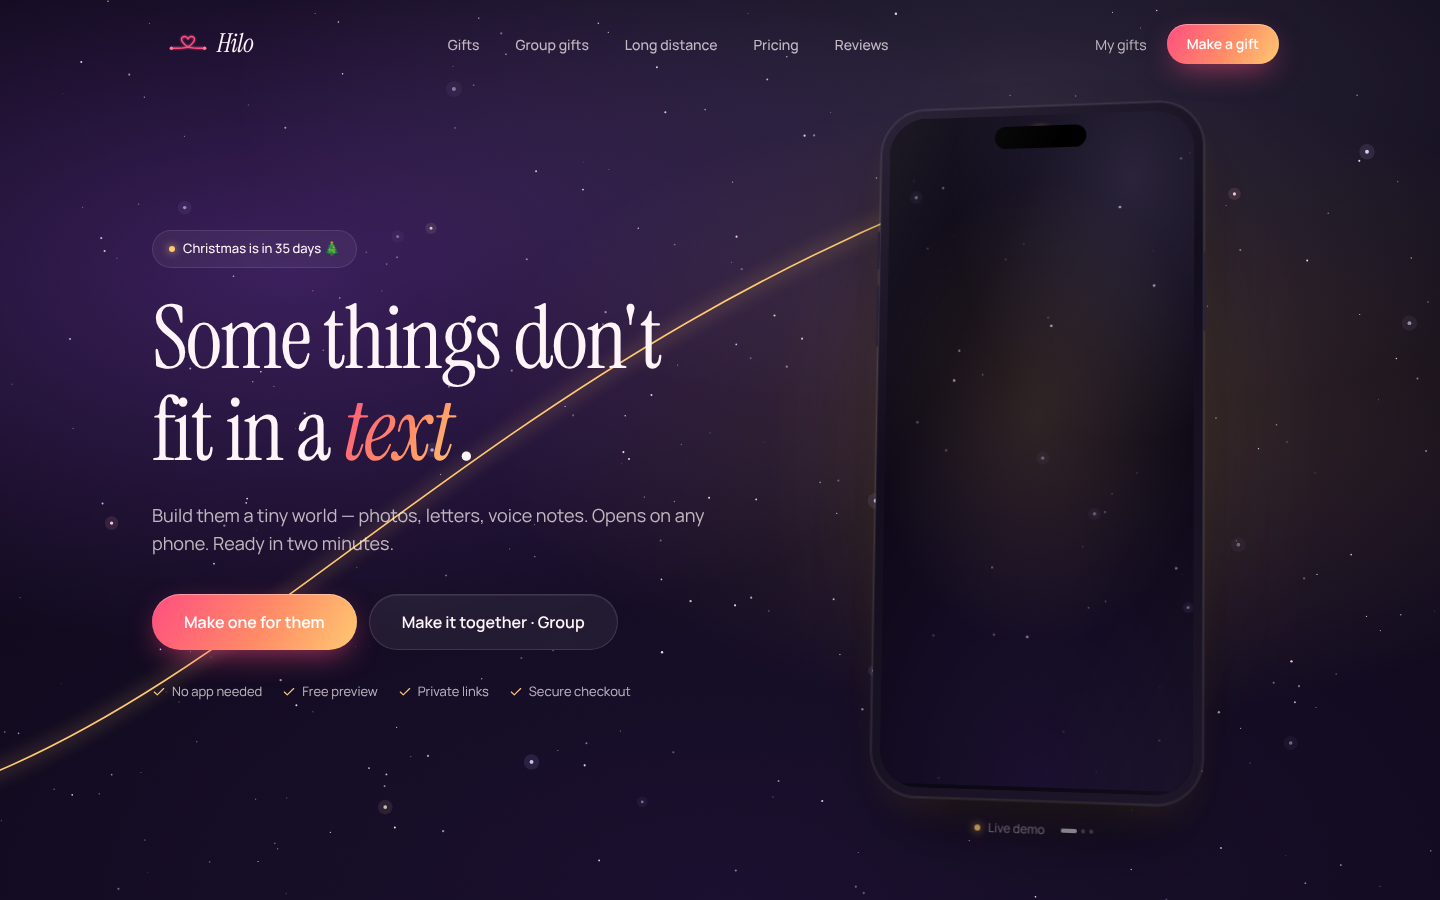 Hilo
Gifts
Group gifts
Long distance
Pricing
Reviews
My gifts
Make a gift
Christmas is in 35 days 🎄
Some things don't
fit in a text.
Build them a tiny world — photos, letters, voice notes. Opens on any
phone. Ready in two minutes.
Make one for them
Make it together · Group
No app needed
Free preview
Private links
Secure checkout
Live demo